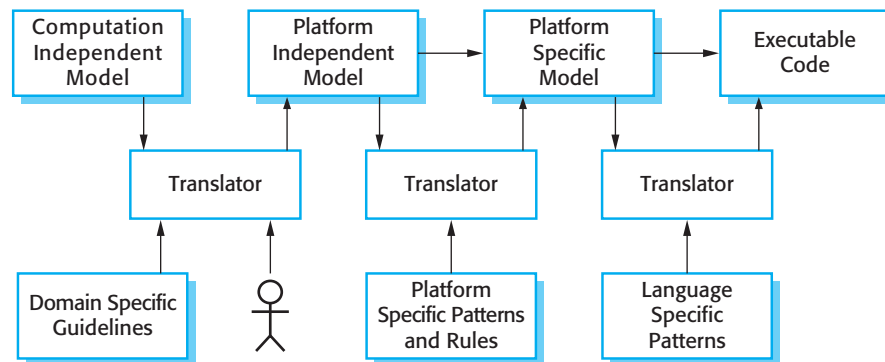 Computation
Independent
Model
Platform
Independent
Model
Platform
Specific
Model
Executable
Code
Translator
Translator
Translator
Domain Specific
Guidelines
Platform
Specific Patterns
and Rules
Language
Specific
Patterns